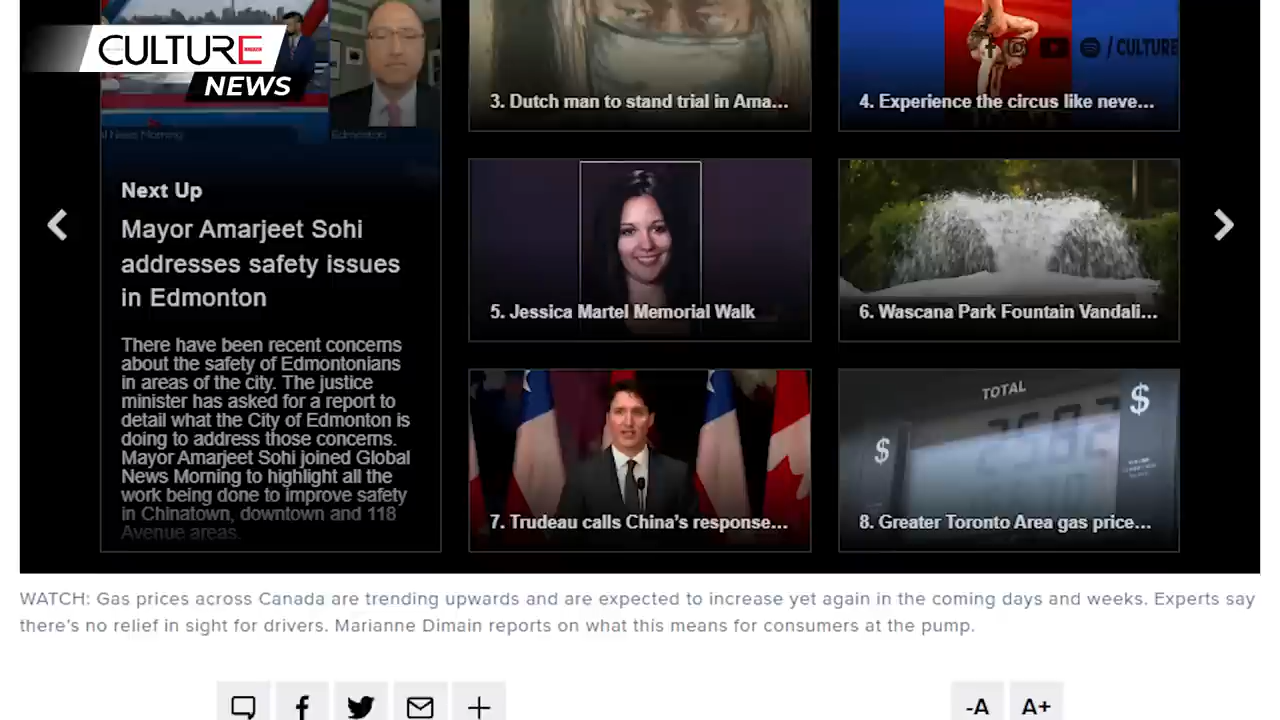 CULTURE
NEWS
/ CULTURE
3. Dutch man to stand trial in Ama...
4. Experience the circus like neve...
News Morning
Edmonton
Next Up
Mayor Amarjeet Sohi
addresses safety issues
in Edmonton
There have been recent concerns
about the safety of Edmontonians
in areas of the city. The justice
minister has asked for a report to
detail what the City of Edmonton is
doing to address those concerns.
Mayor Amarjeet Sohi joined Global
News Morning to highlight all the
work being done to improve safety
in Chinatown, downtown and 118
Avenue areas.
5. Jessica Martel Memorial Walk
6. Wascana Park Fountain Vandali...
TOTAL
$
$
7. Trudeau calls China's response...
8. Greater Toronto Area gas price...
WATCH: Gas prices across Canada are trending upwards and are expected to increase yet again in the coming days and weeks. Experts say
there's no relief in sight for drivers. Marianne Dimain reports on what this means for consumers at the pump.
-A
A+